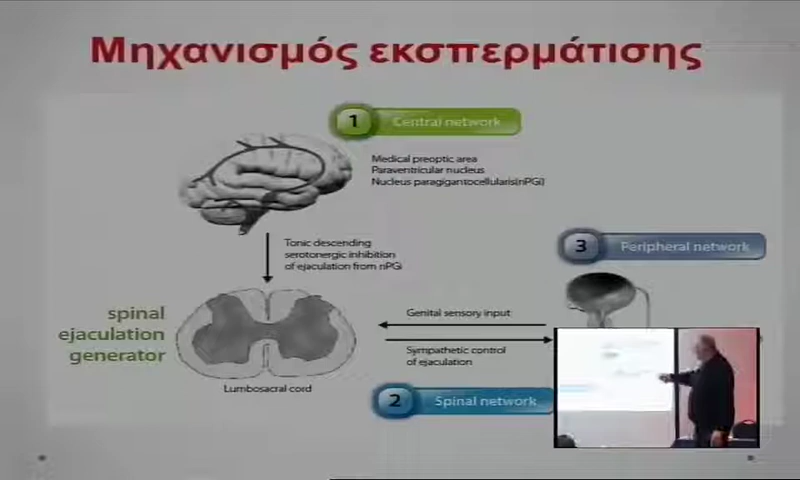 Μηχανισμός εκσπερμάτισης
1 Central network
Medical preoptic area
Paraventricular nucleus
Nucleus paragigantocellularis(nPGi)
3 Peripheral network
Tonic descending
serotonergic inhibition
of ejaculation from nPGi
spinal
ejaculation
generator
Genital sensory input
Sympathetic control
of ejaculation
Lumbosacral cord
2 Spinal network